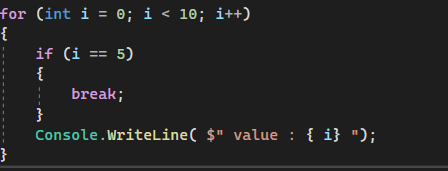 for (int i = 0; i < 10; i++)
{
    if (i == 5)
    {
        break;
    }
    Console.WriteLine( $" value : { i} ");
}